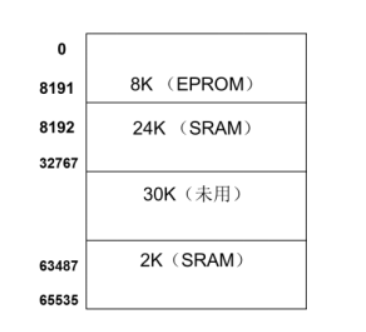 0
8K（EPROM）
8191
8192
24K（SRAM）
32767
30K（未用）
2K（SRAM）
63487
65535